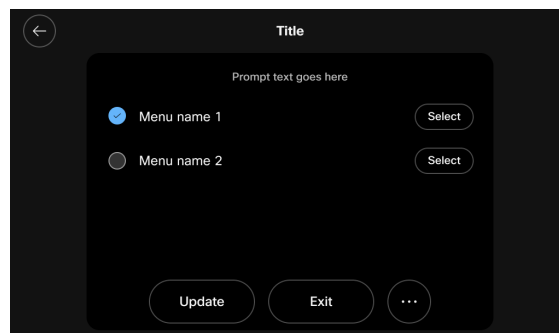 Title
Prompt text goes here
Menu name 1 Select
Menu name 2 Select
Update Exit ...